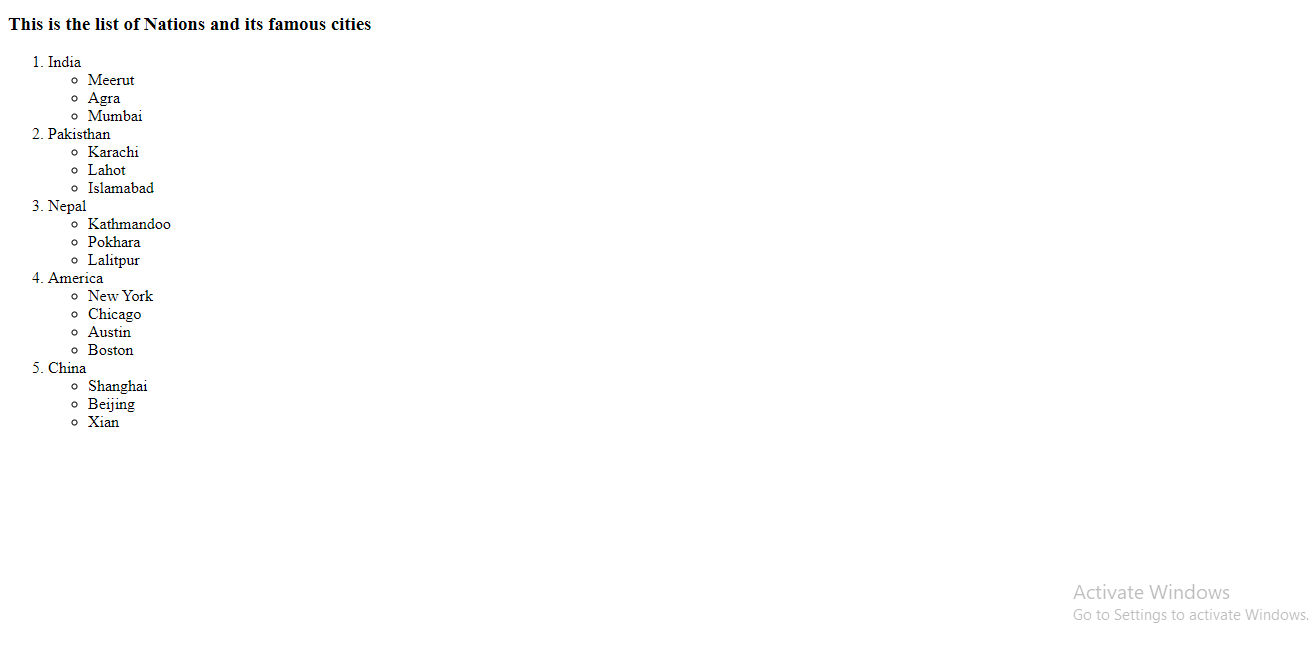 This is the list of Nations and its famous cities
1. India
Meerut
Agra
Mumbai
2. Pakisthan
Karachi
Lahot
Islamabad
3. Nepal
Kathmandoo
Pokhara
Lalitpur
4. America
New York
Chicago
Austin
Boston
5. China
Shanghai
Beijing
Xian
Activate Windows
Go to Settings to activate Windows.